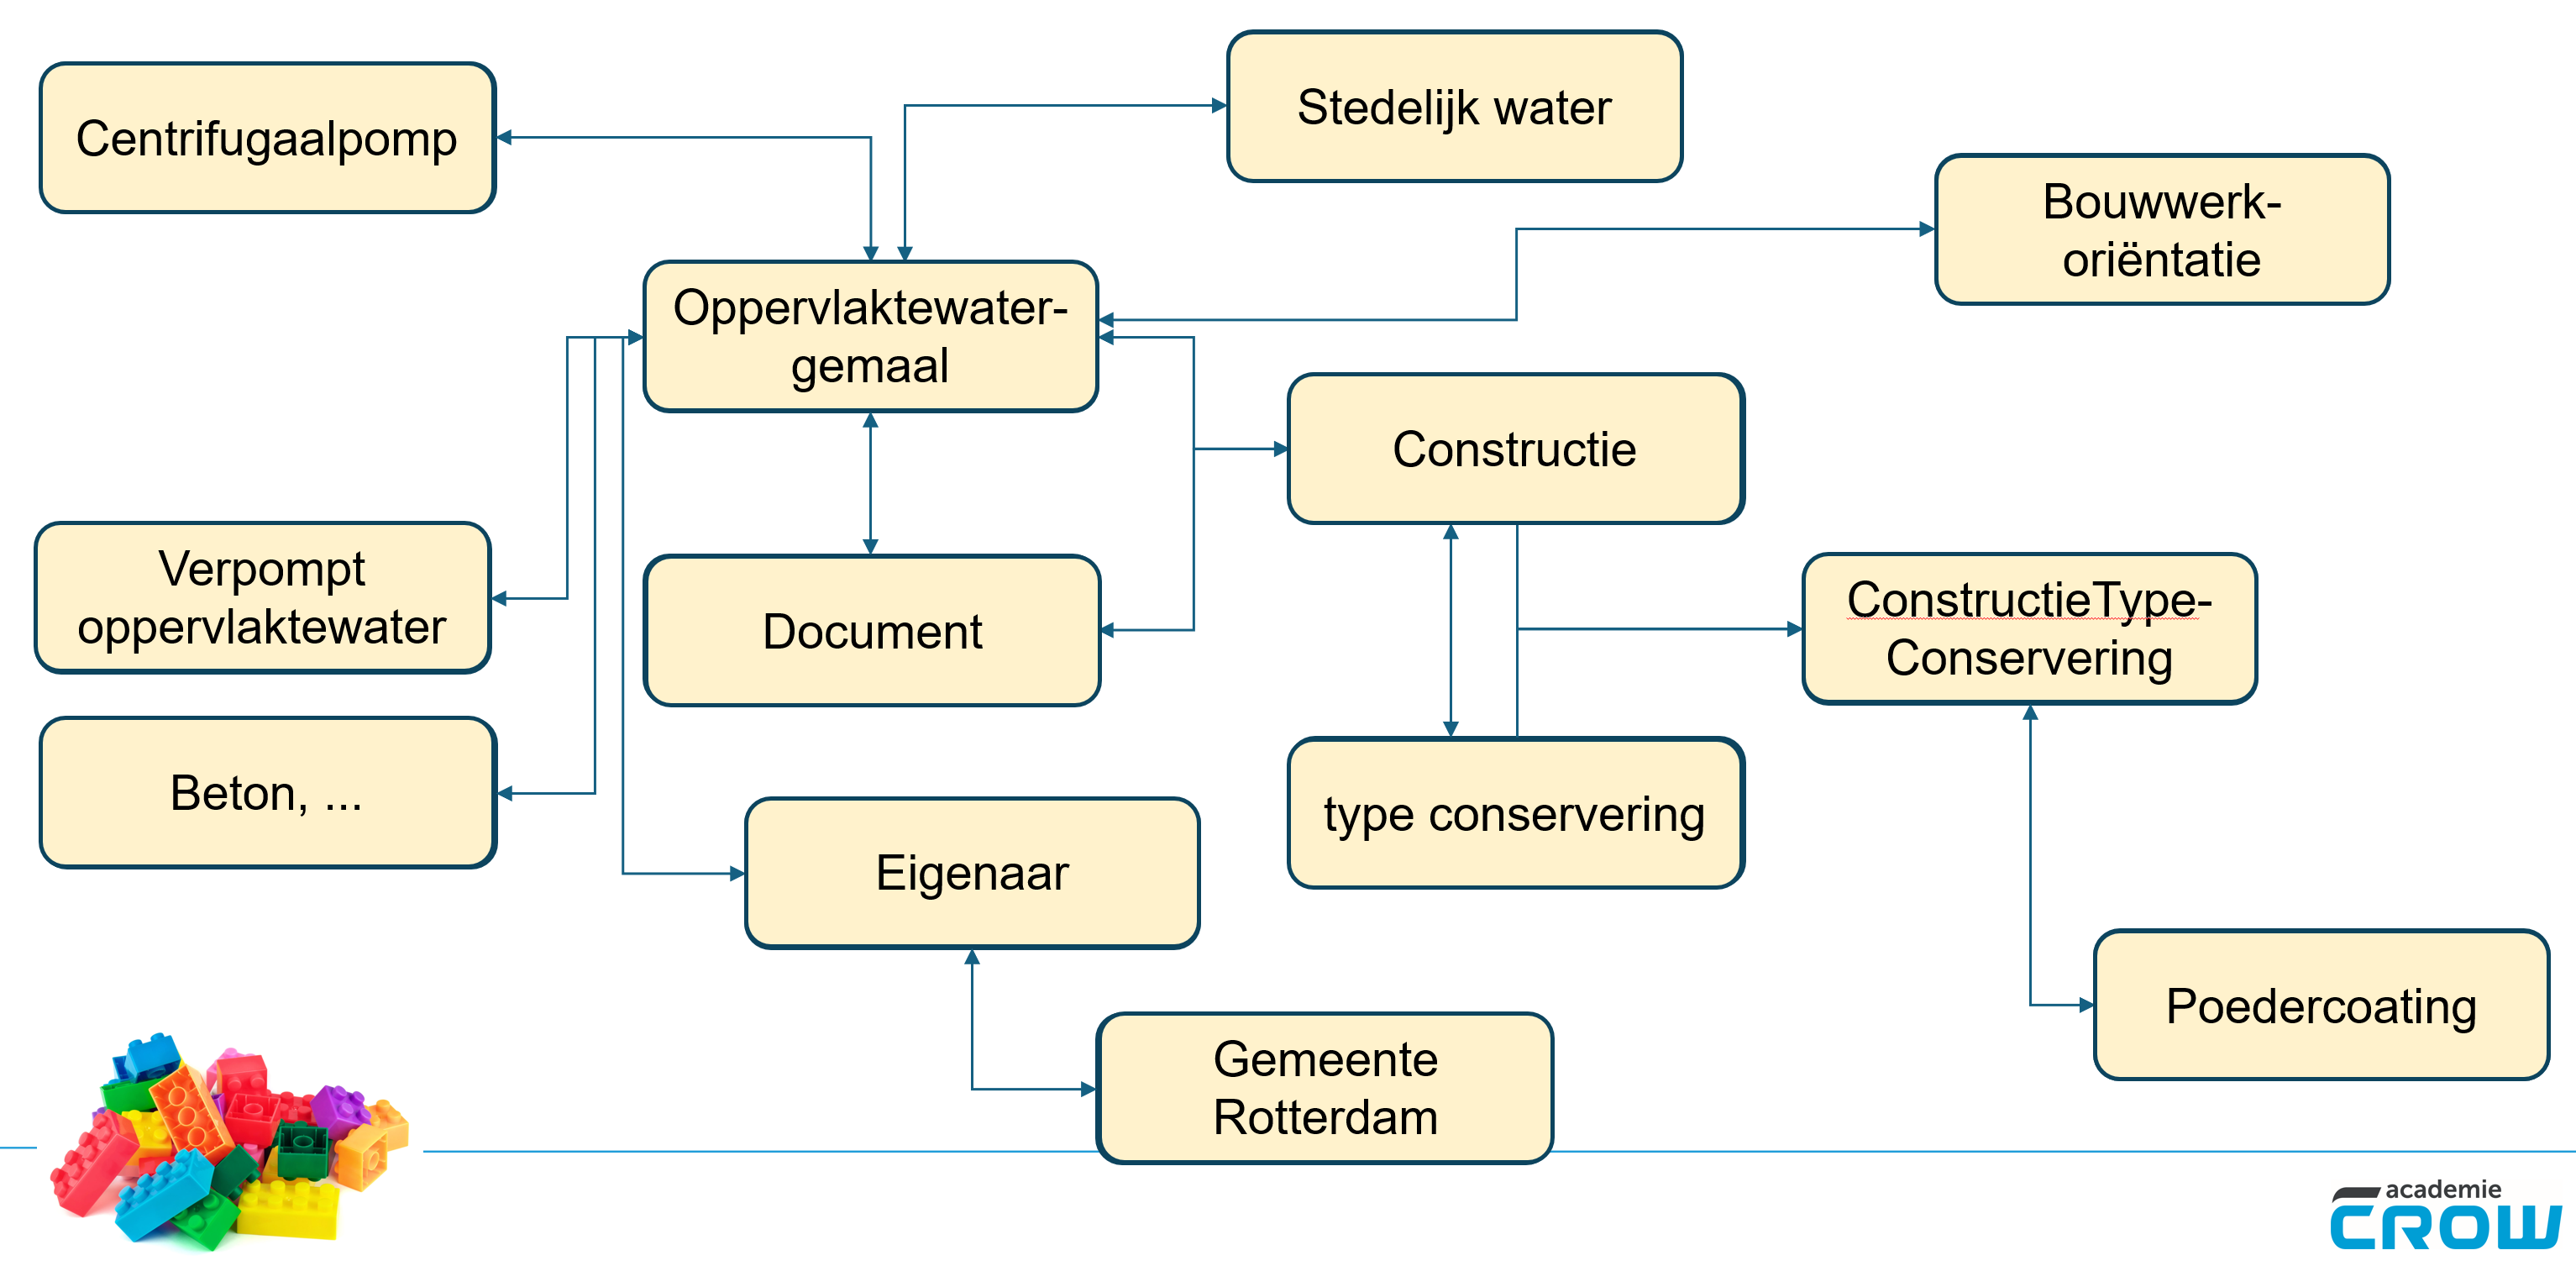 Centrifugaalpomp
Stedelijk water
Bouwwerk-
oriëntatie
Oppervlaktewater-
gemaal
Constructie
Verpompt
oppervlaktewater
Document
ConstructieType-
Conservering
Beton, ...
type conservering
Eigenaar
Poedercoating
Gemeente
Rotterdam
academie
CROW